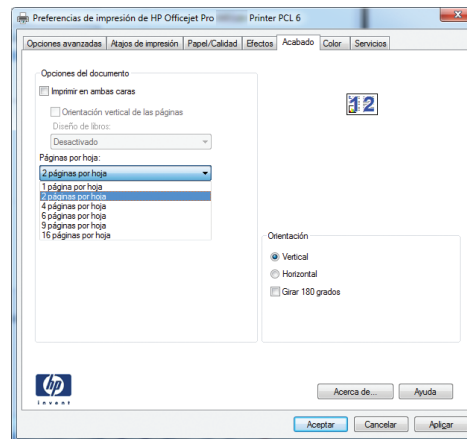 Preferencias de impresión de HP Officejet Pro Printer PCL 6
Opciones avanzadas Atajos de impresión Papel/Calidad Efectos Acabado Color Servicios
Opciones del documento
Imprimir en ambas caras
Orientación vertical de las páginas
Diseño de libros:
Desactivado
Páginas por hoja:
2 páginas por hoja
1 página por hoja
2 páginas por hoja
4 páginas por hoja
6 páginas por hoja
9 páginas por hoja
16 páginas por hoja
1 2
Orientación
Vertical
Horizontal
Girar 180 grados
hp
invent
Acerca de... Ayuda
Aceptar Cancelar Aplicar